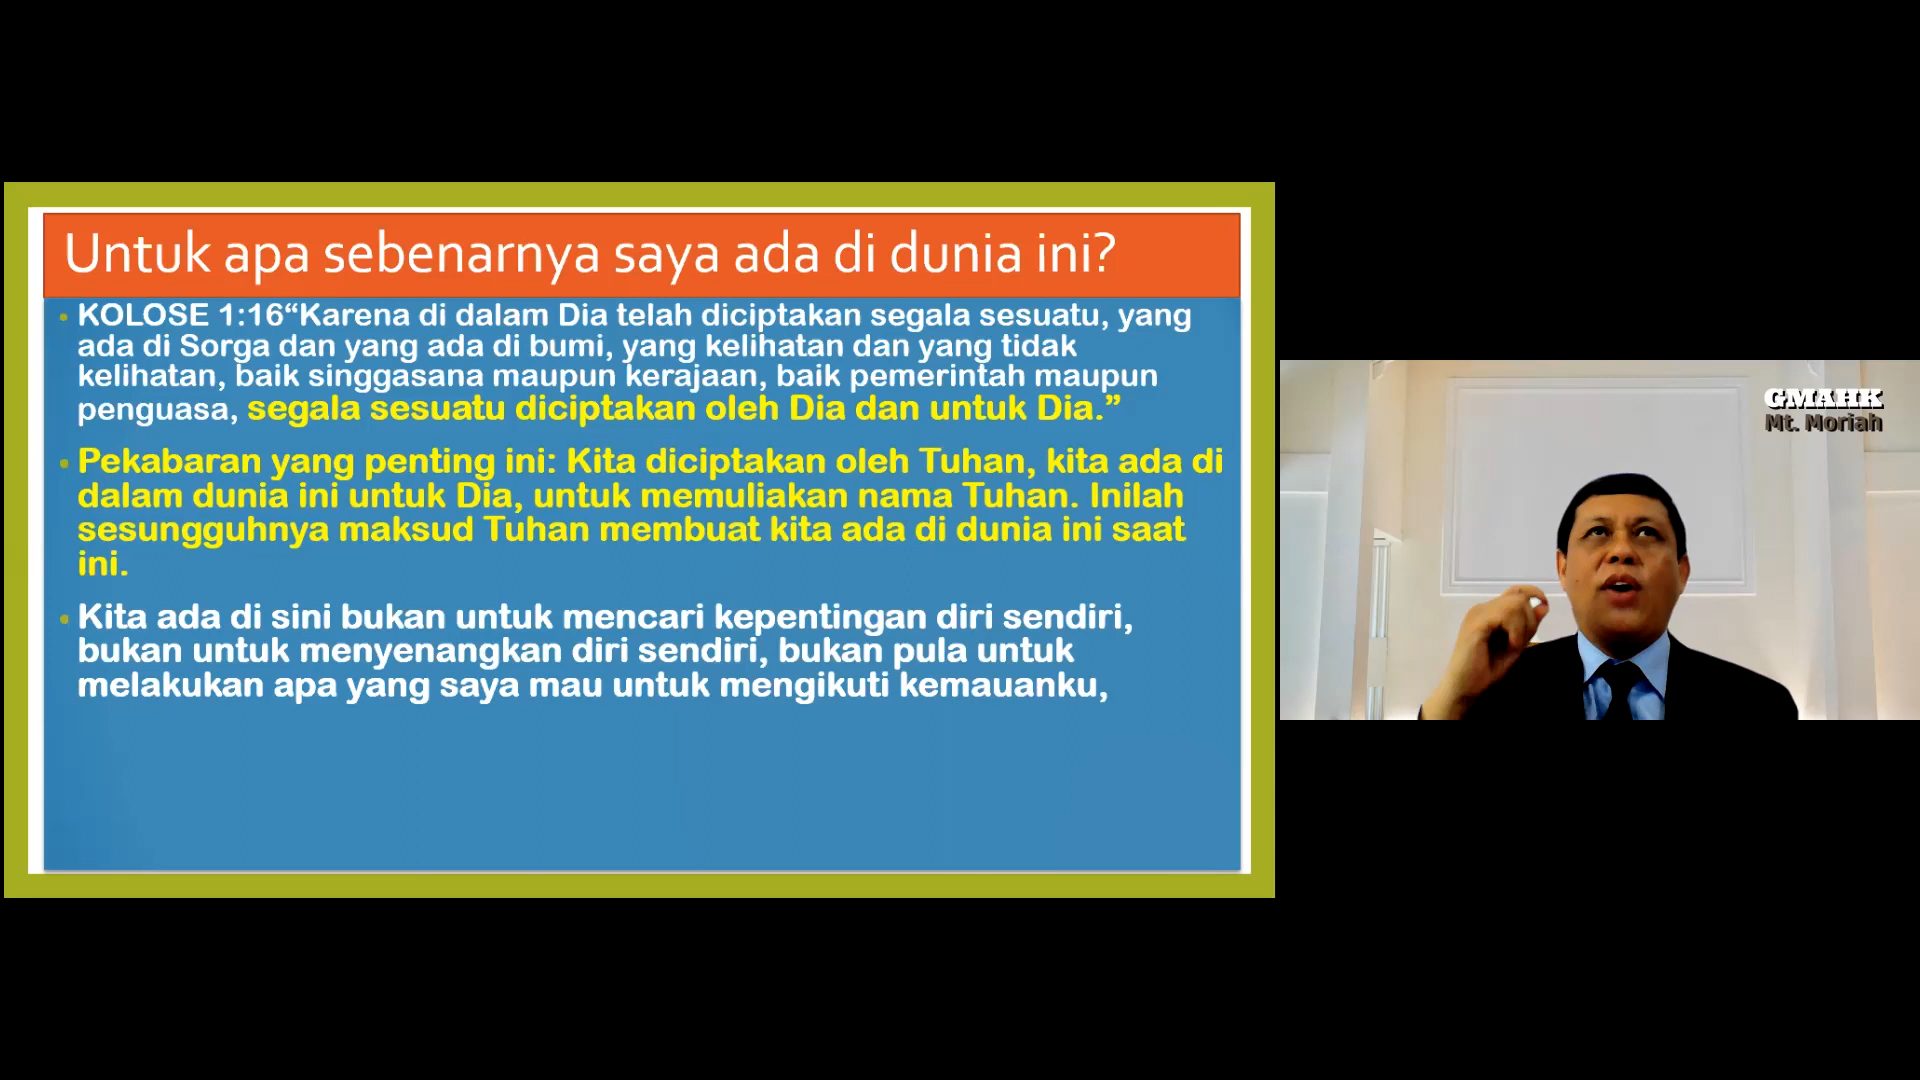 Untuk apa sebenarnya saya ada di dunia ini?
• KOLOSE 1:16“Karena di dalam Dia telah diciptakan segala sesuatu, yang
ada di Sorga dan yang ada di bumi, yang kelihatan dan yang tidak
kelihatan, baik singgasana maupun kerajaan, baik pemerintah maupun
penguasa, segala sesuatu diciptakan oleh Dia dan untuk Dia.”
• Pekabaran yang penting ini: Kita diciptakan oleh Tuhan, kita ada di
dalam dunia ini untuk Dia, untuk memuliakan nama Tuhan. Inilah
sesungguhnya maksud Tuhan membuat kita ada di dunia ini saat
ini.
• Kita ada di sini bukan untuk mencari kepentingan diri sendiri,
bukan untuk menyenangkan diri sendiri, bukan pula untuk
melakukan apa yang saya mau untuk mengikuti kemauanku,
GMAHK
Mt. Moriah